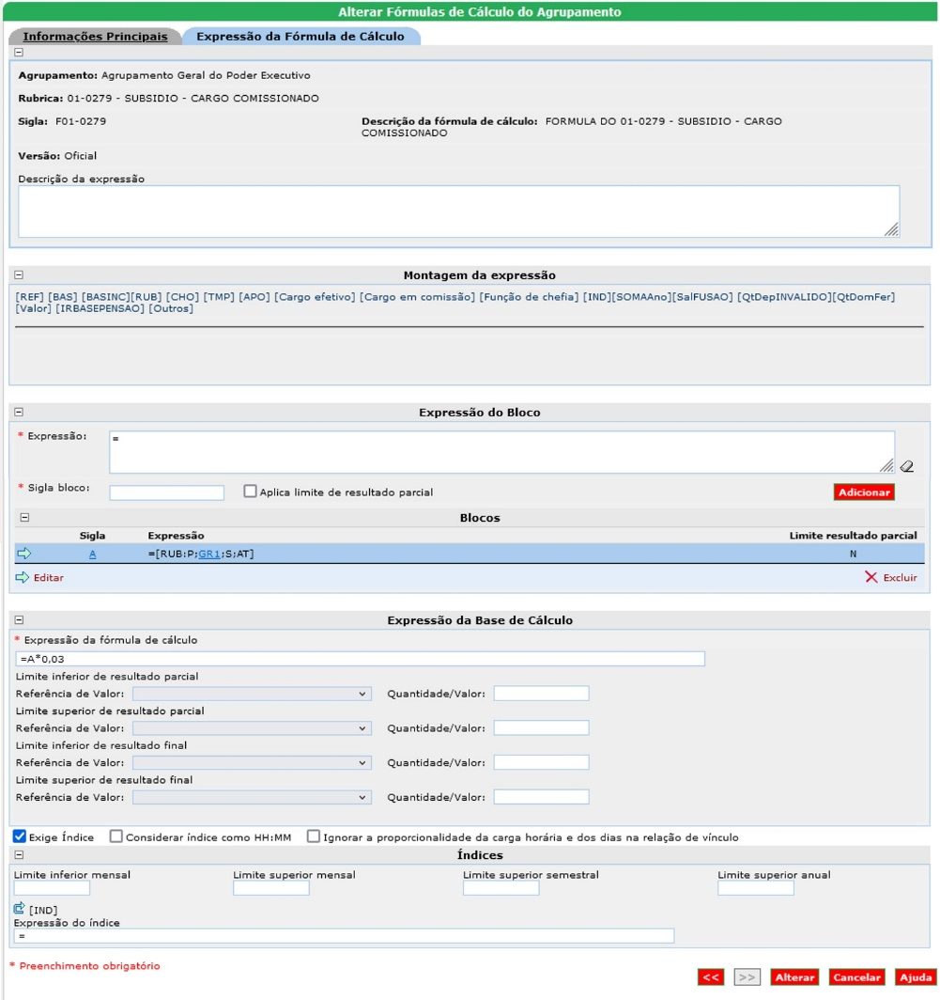 Alterar Fórmulas de Cálculo do Agrupamento
Informações Principais Expressão da Fórmula de Cálculo
Agrupamento: Agrupamento Geral do Poder Executivo
Rubrica: 01-0279 - SUBSIDIO - CARGO COMISSIONADO
Sigla: F01-0279 Descrição da fórmula de cálculo: FORMULA DO 01-0279 - SUBSIDIO - CARGO
COMISSIONADO
Versão: Oficial
Descrição da expressão
Montagem da expressão
[REF] [BAS] [BASINC][RUB] [CHO] [TMP] [APO] [Cargo efetivo] [Cargo em comissão] [Função de chefia] [IND][SOMAAno][SalFUSAO] [QtDepINVALIDO][QtDomFer]
[Valor] [IRBASEPENSAO] [Outros]
Expressão do Bloco
* Expressão: =
* Sigla bloco: Aplica limite de resultado parcial Adicionar
Blocos
Sigla Expressão Limite resultado parcial
A =[RUB:P;GR1;S;AT] N
Editar Excluir
Expressão da Base de Cálculo
* Expressão da fórmula de cálculo
=A*0,03
Limite inferior de resultado parcial
Referência de Valor: Quantidade/Valor:
Limite superior de resultado parcial
Referência de Valor: Quantidade/Valor:
Limite inferior de resultado final
Referência de Valor: Quantidade/Valor:
Limite superior de resultado final
Referência de Valor: Quantidade/Valor:
Exige Índice Considerar índice como HH:MM Ignorar a proporcionalidade da carga horária e dos dias na relação de vínculo
Índices
Limite inferior mensal Limite superior mensal Limite superior semestral Limite superior anual
[IND]
Expressão do índice
=
* Preenchimento obrigatório
<< >> Alterar Cancelar Ajuda